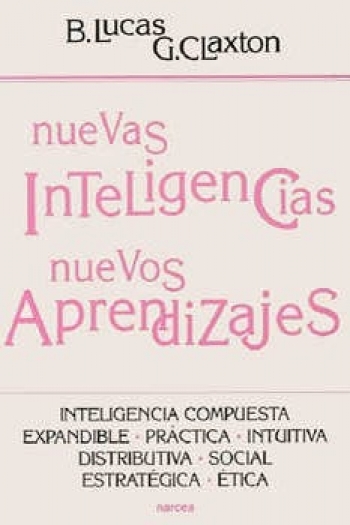 B. Lucas
G. Claxton
nuevas
Inteligencias
nuevos
Aprendizajes
INTELIGENCIA COMPUESTA
EXPANDIBLE · PRÁCTICA · INTUITIVA
DISTRIBUTIVA · SOCIAL
ESTRATÉGICA · ÉTICA
narcea